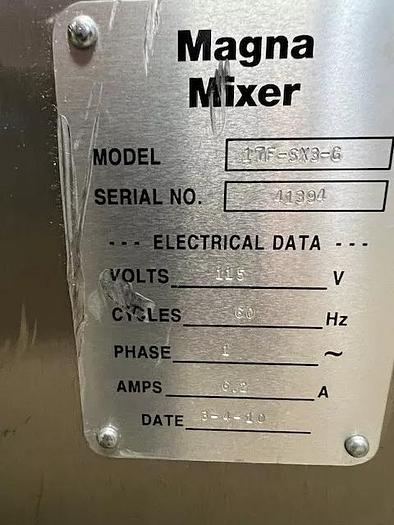 Magna
Mixer
MODEL 17F-SX3-G
SERIAL NO. 41394
--- ELECTRICAL DATA ---
VOLTS 115 V
CYCLES 60 Hz
PHASE 1 ~
AMPS 6.2 A
DATE 3-4-10